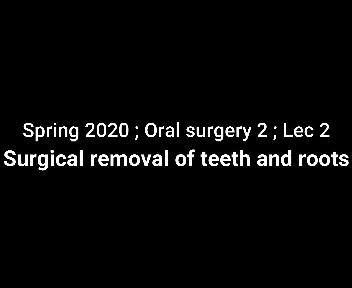 Spring 2020 ; Oral surgery 2 ; Lec 2
Surgical removal of teeth and roots